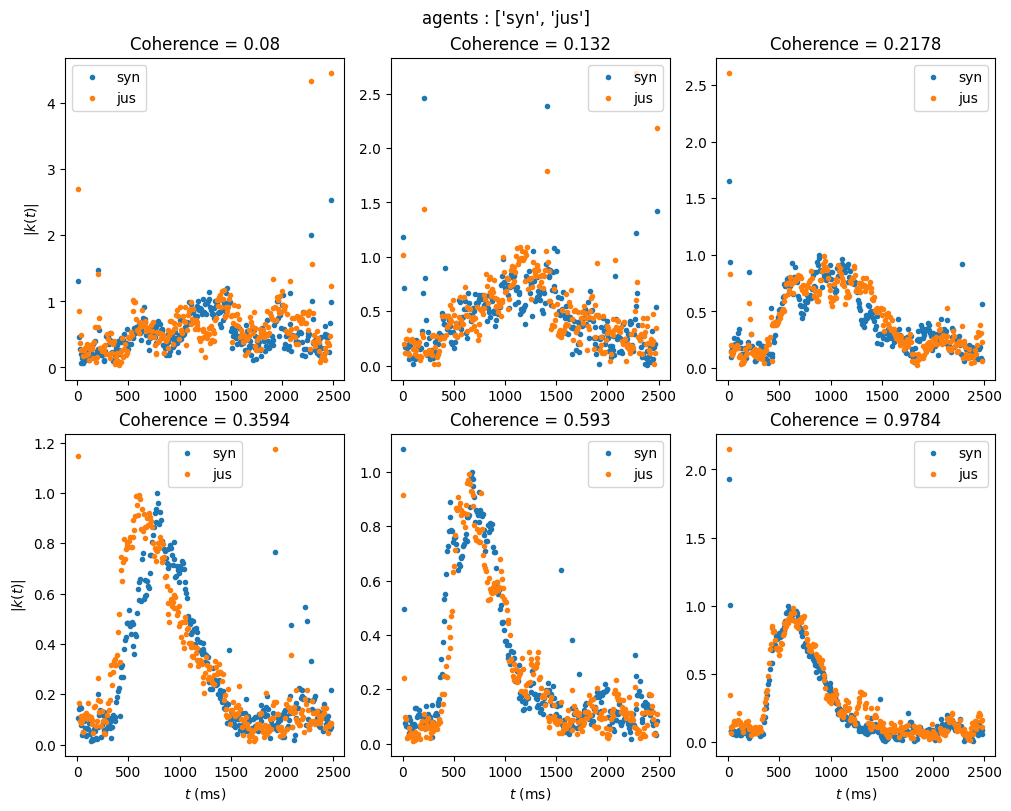 agents : ['syn', 'jus']
Coherence = 0.08
Coherence = 0.132
Coherence = 0.2178
syn
jus
syn
jus
syn
jus
|k(t)|
4
3
2
1
0
2.5
2.0
1.5
1.0
0.5
0.0
2.5
2.0
1.5
1.0
0.5
0.0
0 500 1000 1500 2000 2500
0 500 1000 1500 2000 2500
0 500 1000 1500 2000 2500
Coherence = 0.3594
Coherence = 0.593
Coherence = 0.9784
syn
jus
syn
jus
syn
jus
|k(t)|
1.2
1.0
0.8
0.6
0.4
0.2
0.0
1.0
0.8
0.6
0.4
0.2
0.0
2.0
1.5
1.0
0.5
0.0
0 500 1000 1500 2000 2500
0 500 1000 1500 2000 2500
0 500 1000 1500 2000 2500
t (ms)
t (ms)
t (ms)